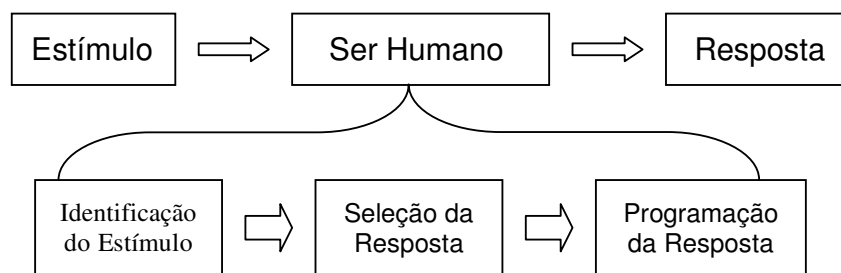 Estímulo
Ser Humano
Resposta
Identificação
do Estímulo
Seleção da
Resposta
Programação
da Resposta